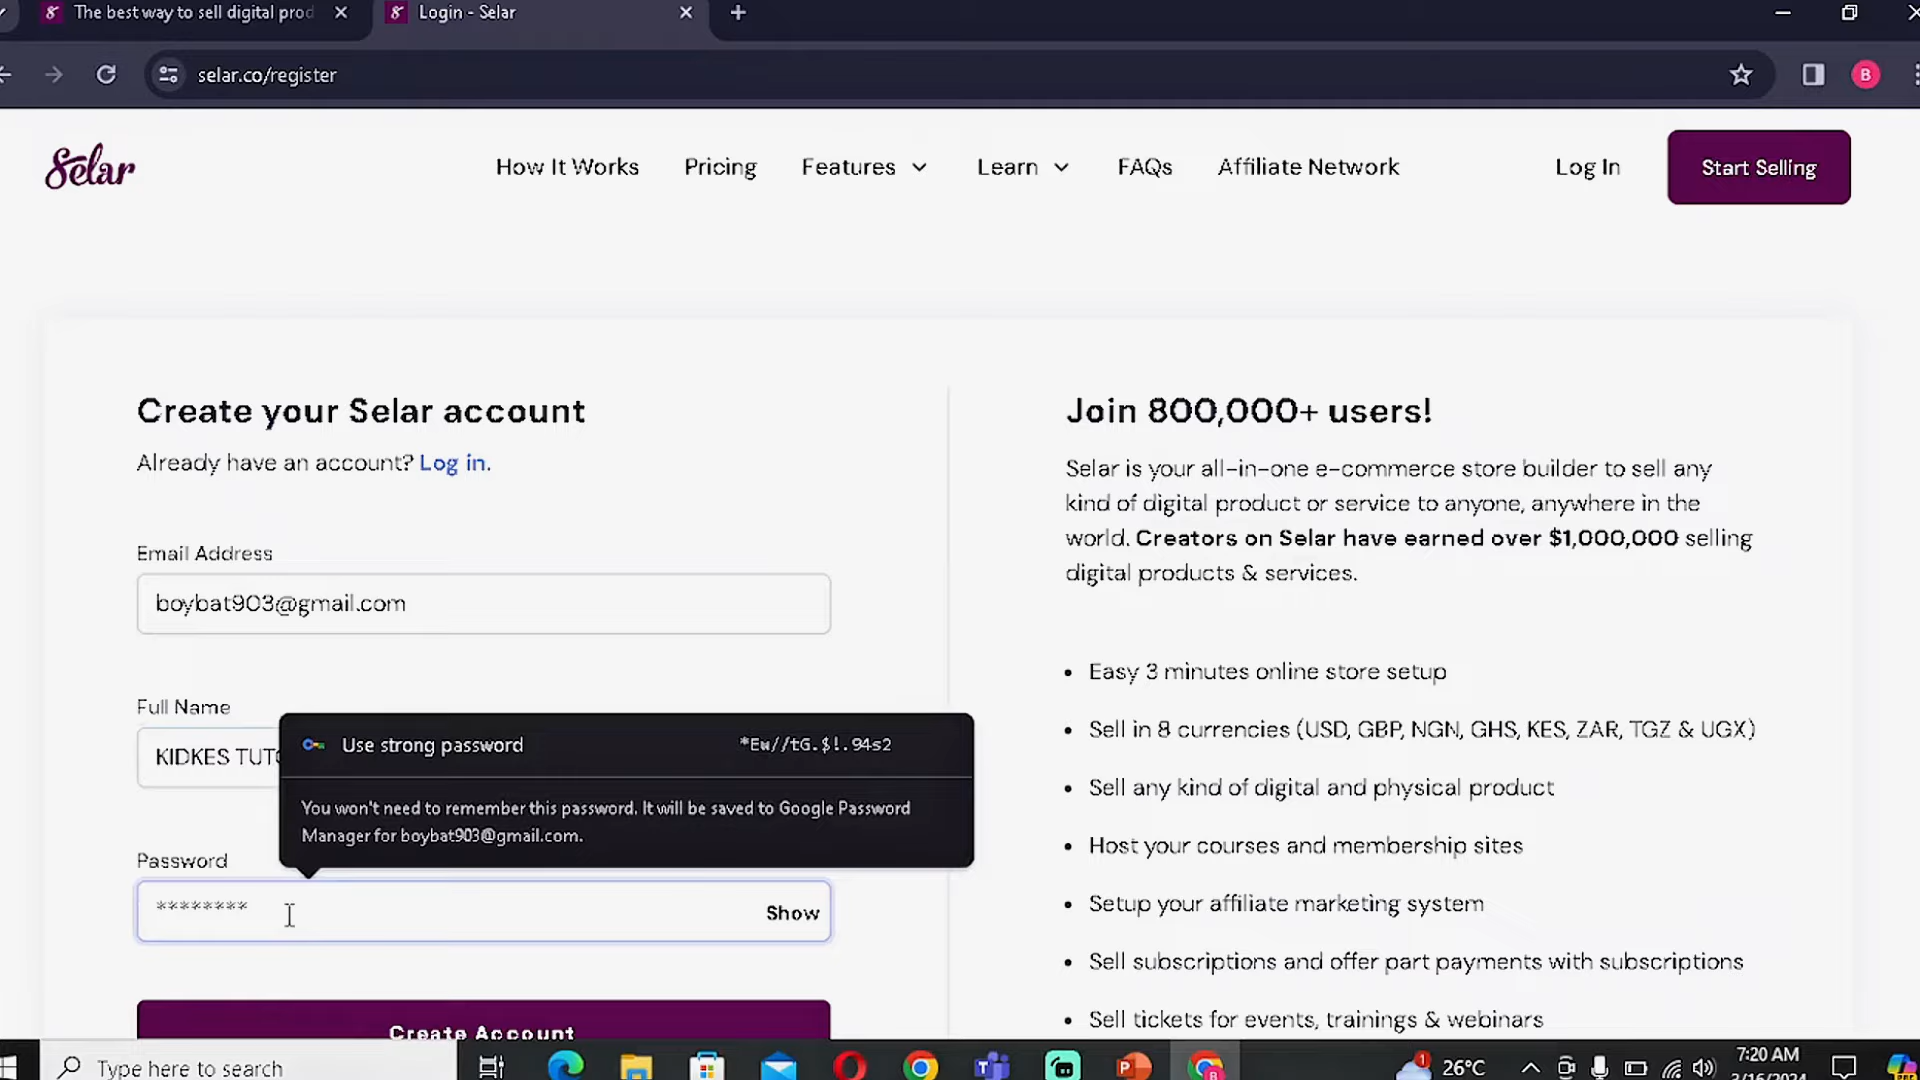 The best way to sell digital prod
Login - Selar
selar.co/register
B
Selar
How It Works
Pricing
Features
Learn
FAQs
Affiliate Network
Log In
Start Selling
Create your Selar account
Already have an account? Log in.
Email Address
boybat903@gmail.com
Full Name
KIDKES TUTO
Use strong password
*Ew//tG.$!.94s2
You won't need to remember this password. It will be saved to Google Password
Manager for boybat903@gmail.com.
Password
********
Show
Create Account
Join 800,000+ users!
Selar is your all-in-one e-commerce store builder to sell any
kind of digital product or service to anyone, anywhere in the
world. Creators on Selar have earned over $1,000,000 selling
digital products & services.
• Easy 3 minutes online store setup
• Sell in 8 currencies (USD, GBP, NGN, GHS, KES, ZAR, TGZ & UGX)
• Sell any kind of digital and physical product
• Host your courses and membership sites
• Setup your affiliate marketing system
• Sell subscriptions and offer part payments with subscriptions
• Sell tickets for events, trainings & webinars
Type here to search
1
26°C
7:20 AM
3/16/2024